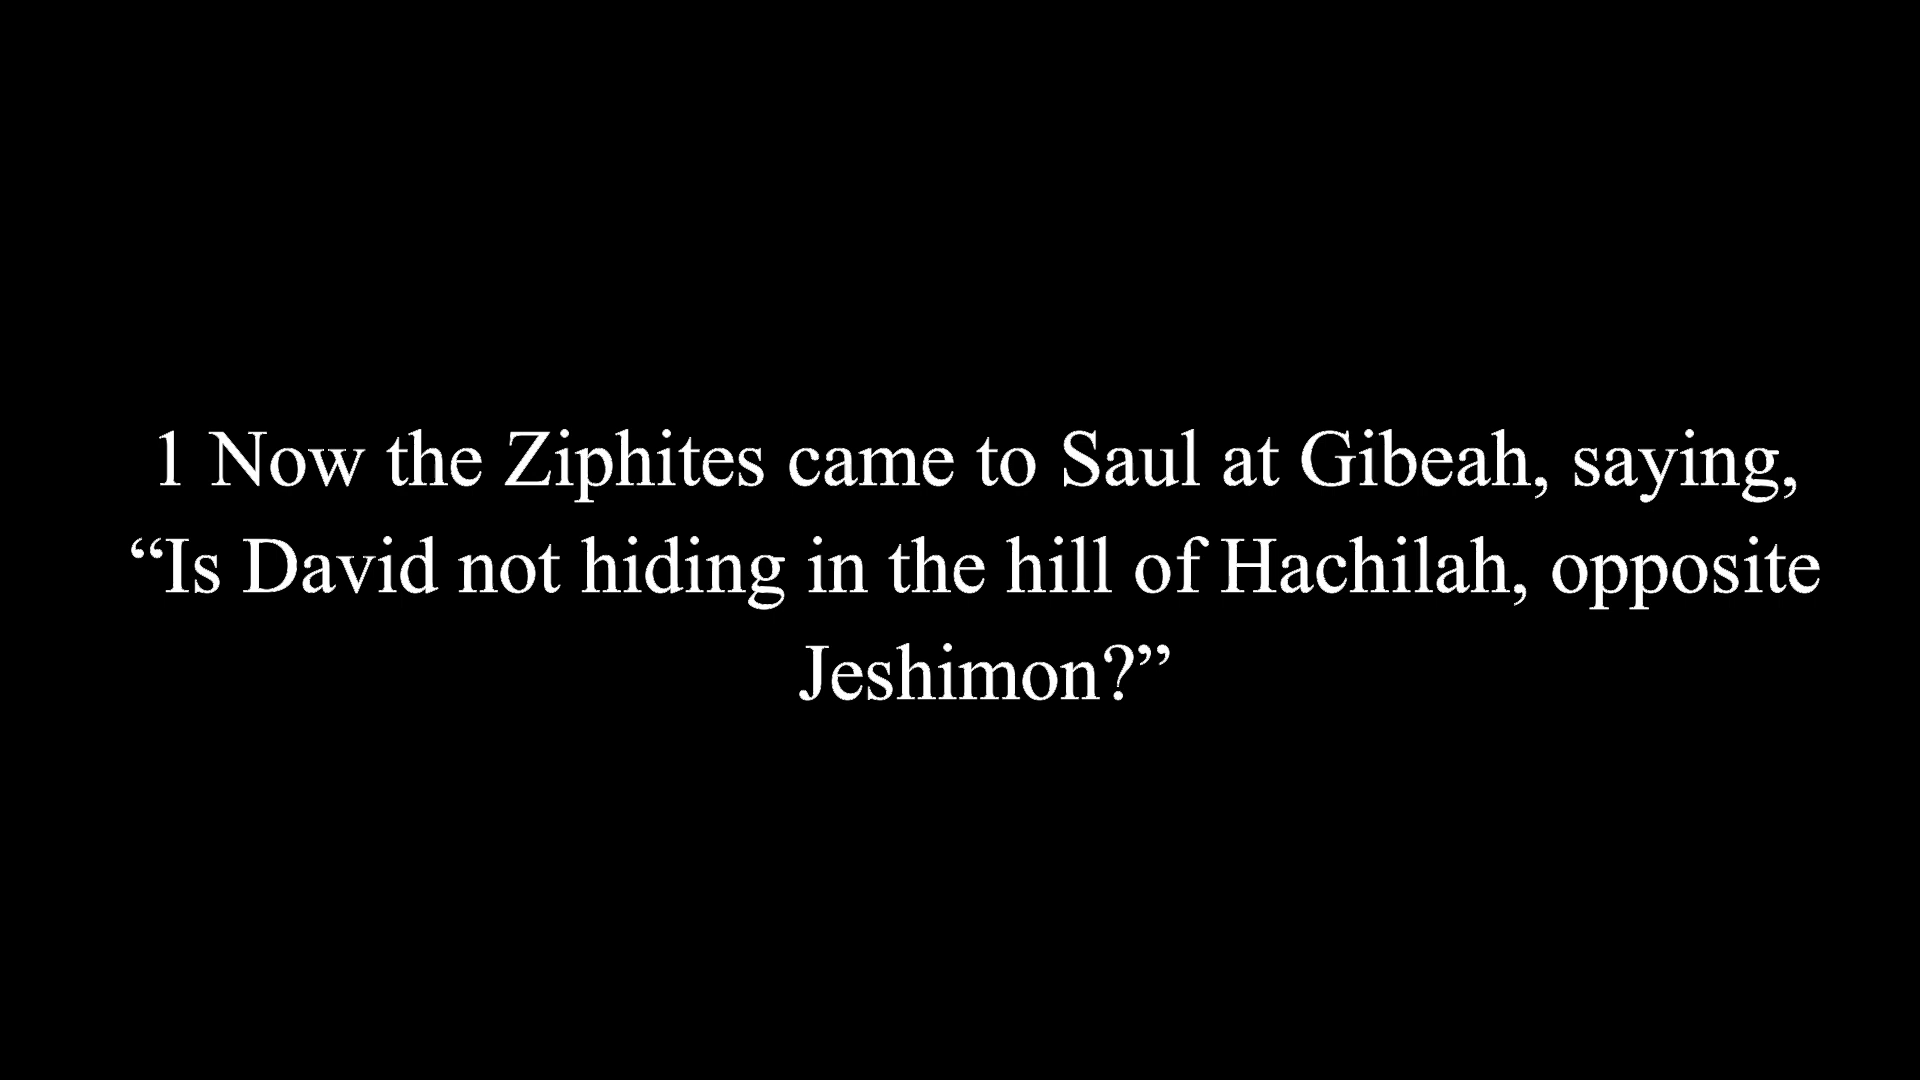 1 Now the Ziphites came to Saul at Gibeah, saying,
“Is David not hiding in the hill of Hachilah, opposite
Jeshimon?”